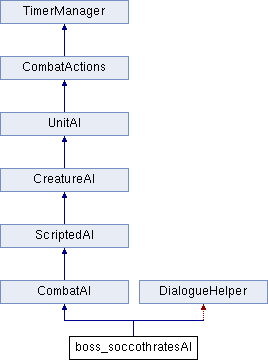 TimerManager
CombatActions
UnitAI
CreatureAI
ScriptedAI
CombatAI
DialogueHelper
boss_soccothratesAI